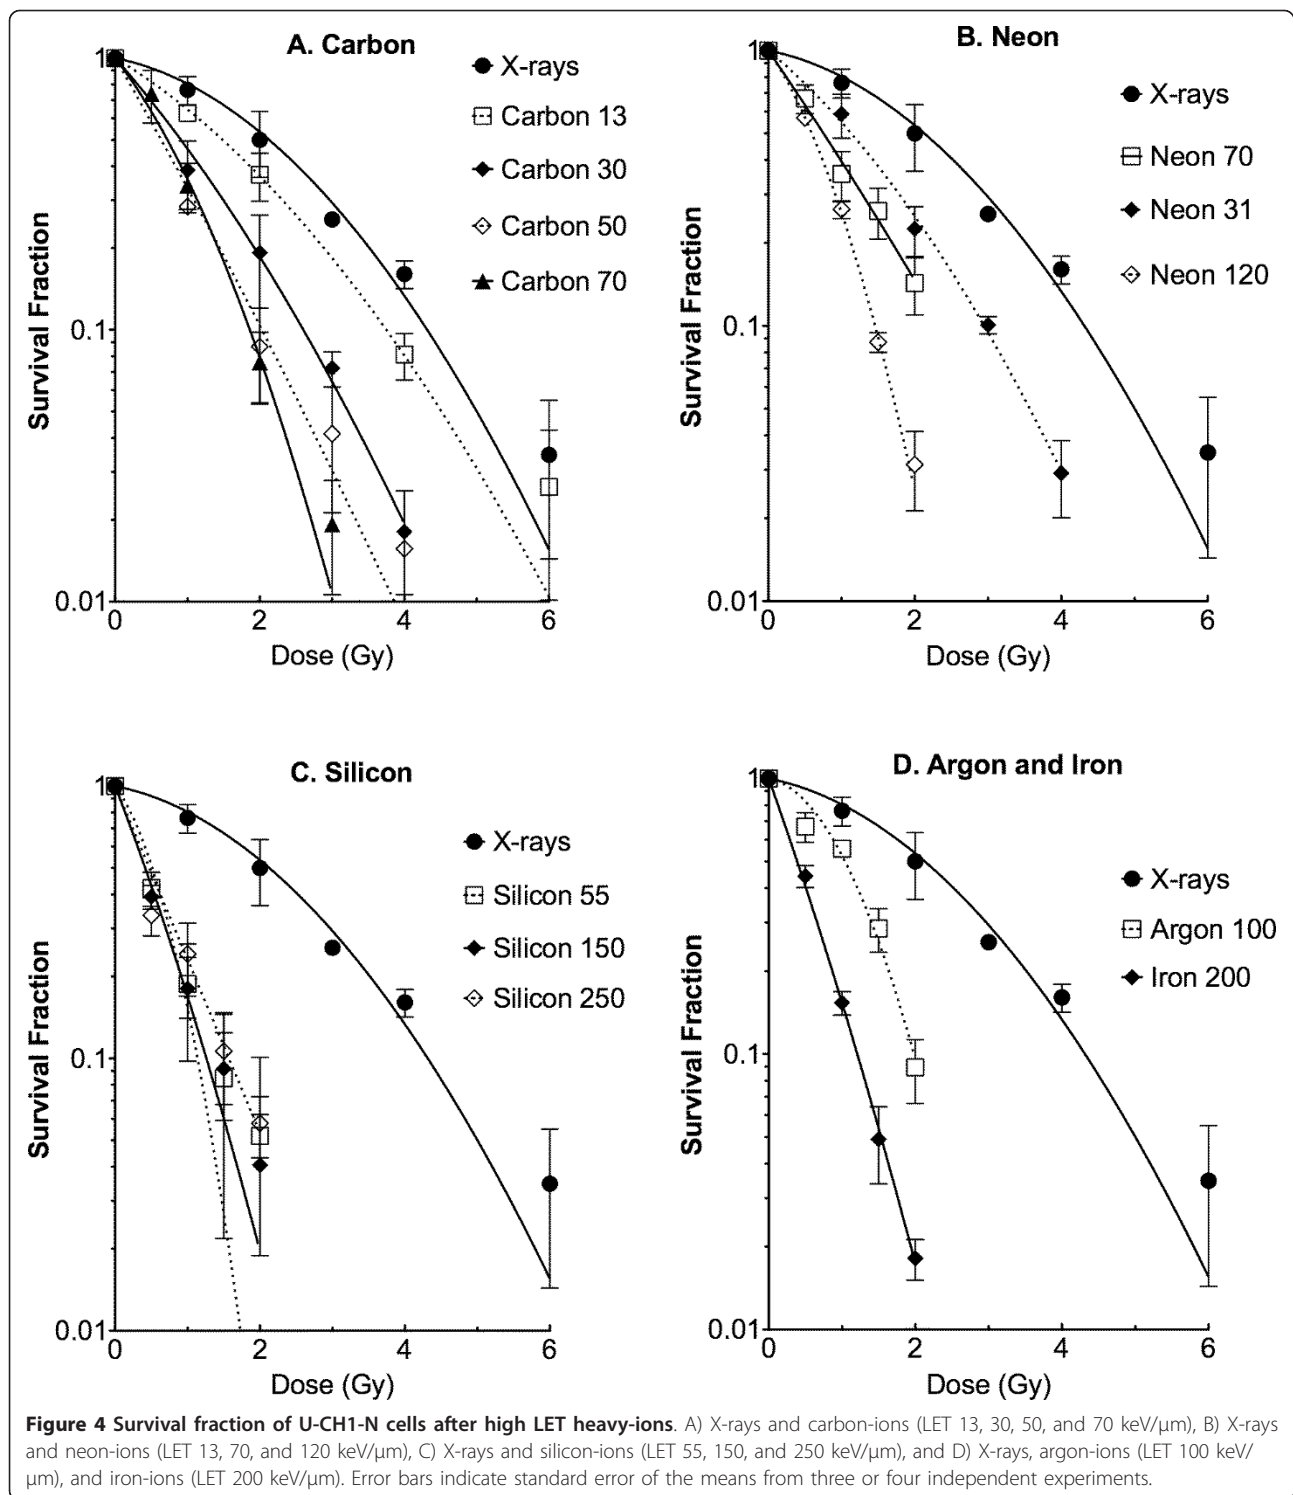 A. Carbon
X-rays
Carbon 13
Carbon 30
Carbon 50
Carbon 70
1
0.1
0.01
Survival Fraction
0
2
4
6
Dose (Gy)
B. Neon
X-rays
Neon 70
Neon 31
Neon 120
1
0.1
0.01
Survival Fraction
0
2
4
6
Dose (Gy)
C. Silicon
X-rays
Silicon 55
Silicon 150
Silicon 250
1
0.1
0.01
Survival Fraction
0
2
4
6
Dose (Gy)
D. Argon and Iron
X-rays
Argon 100
Iron 200
1
0.1
0.01
Survival Fraction
0
2
4
6
Dose (Gy)
Figure 4 Survival fraction of U-CH1-N cells after high LET heavy-ions. A) X-rays and carbon-ions (LET 13, 30, 50, and 70 keV/μm), B) X-rays
and neon-ions (LET 13, 70, and 120 keV/μm), C) X-rays and silicon-ions (LET 55, 150, and 250 keV/μm), and D) X-rays, argon-ions (LET 100 keV/
μm), and iron-ions (LET 200 keV/μm). Error bars indicate standard error of the means from three or four independent experiments.